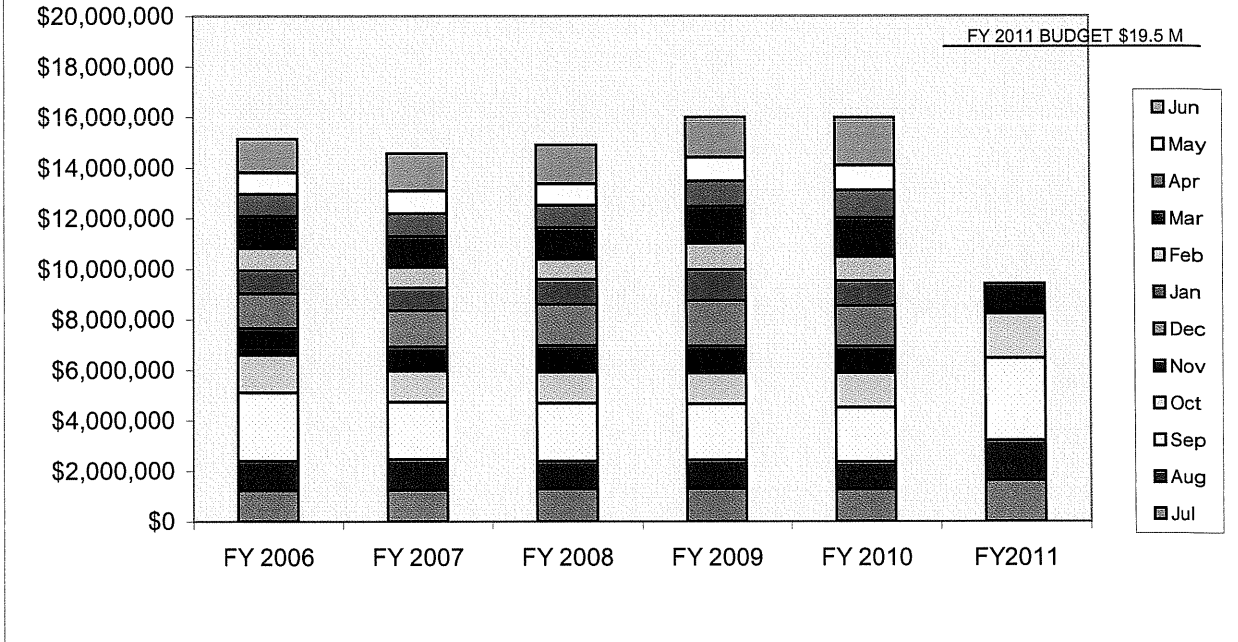 $20,000,000
FY 2011 BUDGET $19.5 M
$18,000,000
$16,000,000
$14,000,000
$12,000,000
$10,000,000
$8,000,000
$6,000,000
$4,000,000
$2,000,000
$0
FY 2006 FY 2007 FY 2008 FY 2009 FY 2010 FY2011
Jun
May
Apr
Mar
Feb
Jan
Dec
Nov
Oct
Sep
Aug
Jul